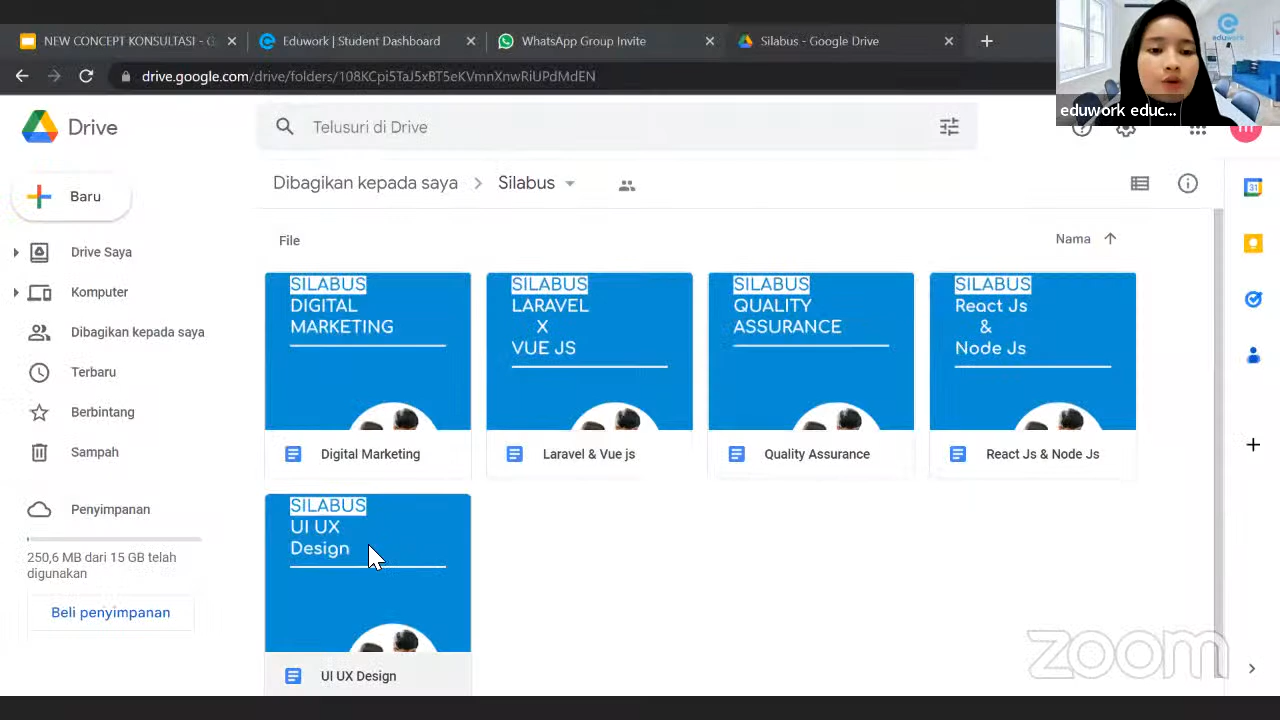 NEW CONCEPT KONSULTASI - G
Eduwork | Student Dashboard
WhatsApp Group Invite
Silabus - Google Drive
drive.google.com/drive/folders/108KCpi5TaJ5xBT5eKVmnXnwRiUPdMdEN
eduwork
eduwork educ...
Drive
Telusuri di Drive
Baru
Dibagikan kepada saya
Silabus
Drive Saya
Komputer
Dibagikan kepada saya
Terbaru
Berbintang
Sampah
Penyimpanan
250,6 MB dari 15 GB telah
digunakan
Beli penyimpanan
File
Nama
SILABUS
DIGITAL
MARKETING
Digital Marketing
SILABUS
LARAVEL
X
VUE JS
Laravel & Vue js
SILABUS
QUALITY
ASSURANCE
Quality Assurance
SILABUS
React Js
&
Node Js
React Js & Node Js
SILABUS
UI UX
Design
UI UX Design
31
zoom